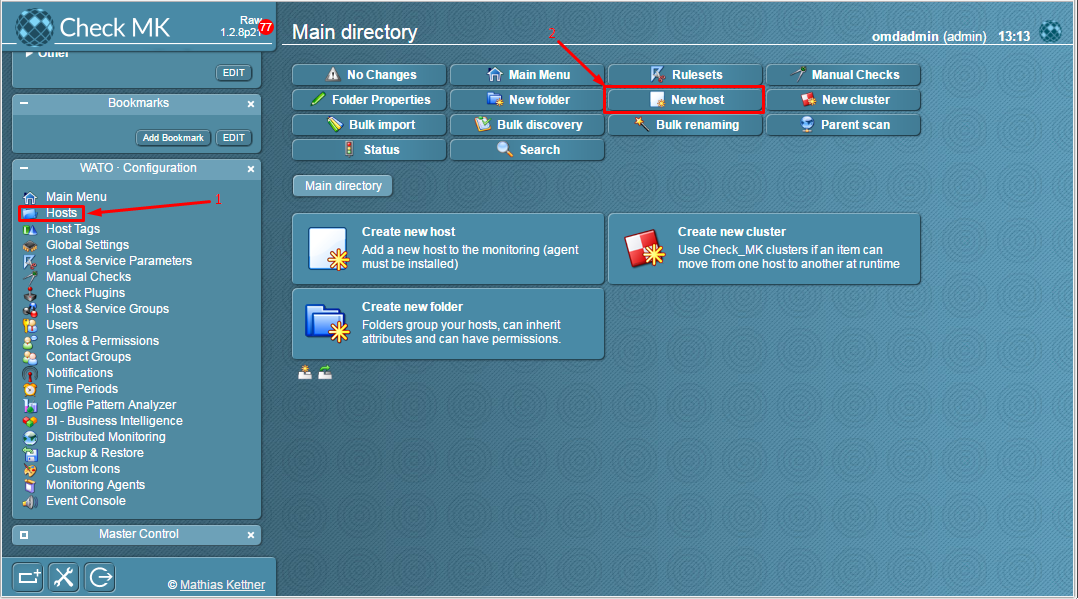 Check MK
Raw
1.2.8p21
77
Other
EDIT
Bookmarks
Add Bookmark
EDIT
WATO · Configuration
Main Menu
Hosts
1
Host Tags
Global Settings
Host & Service Parameters
Manual Checks
Check Plugins
Host & Service Groups
Users
Roles & Permissions
Contact Groups
Notifications
Time Periods
Logfile Pattern Analyzer
BI - Business Intelligence
Distributed Monitoring
Backup & Restore
Custom Icons
Monitoring Agents
Event Console
Master Control
© Mathias Kettner
Main directory
2
omdadmin (admin) 13:13
No Changes
Main Menu
Rulesets
Manual Checks
Folder Properties
New folder
New host
New cluster
Bulk import
Bulk discovery
Bulk renaming
Parent scan
Status
Search
Main directory
Create new host
Add a new host to the monitoring (agent
must be installed)
Create new cluster
Use Check_MK clusters if an item can
move from one host to another at runtime
Create new folder
Folders group your hosts, can inherit
attributes and can have permissions.